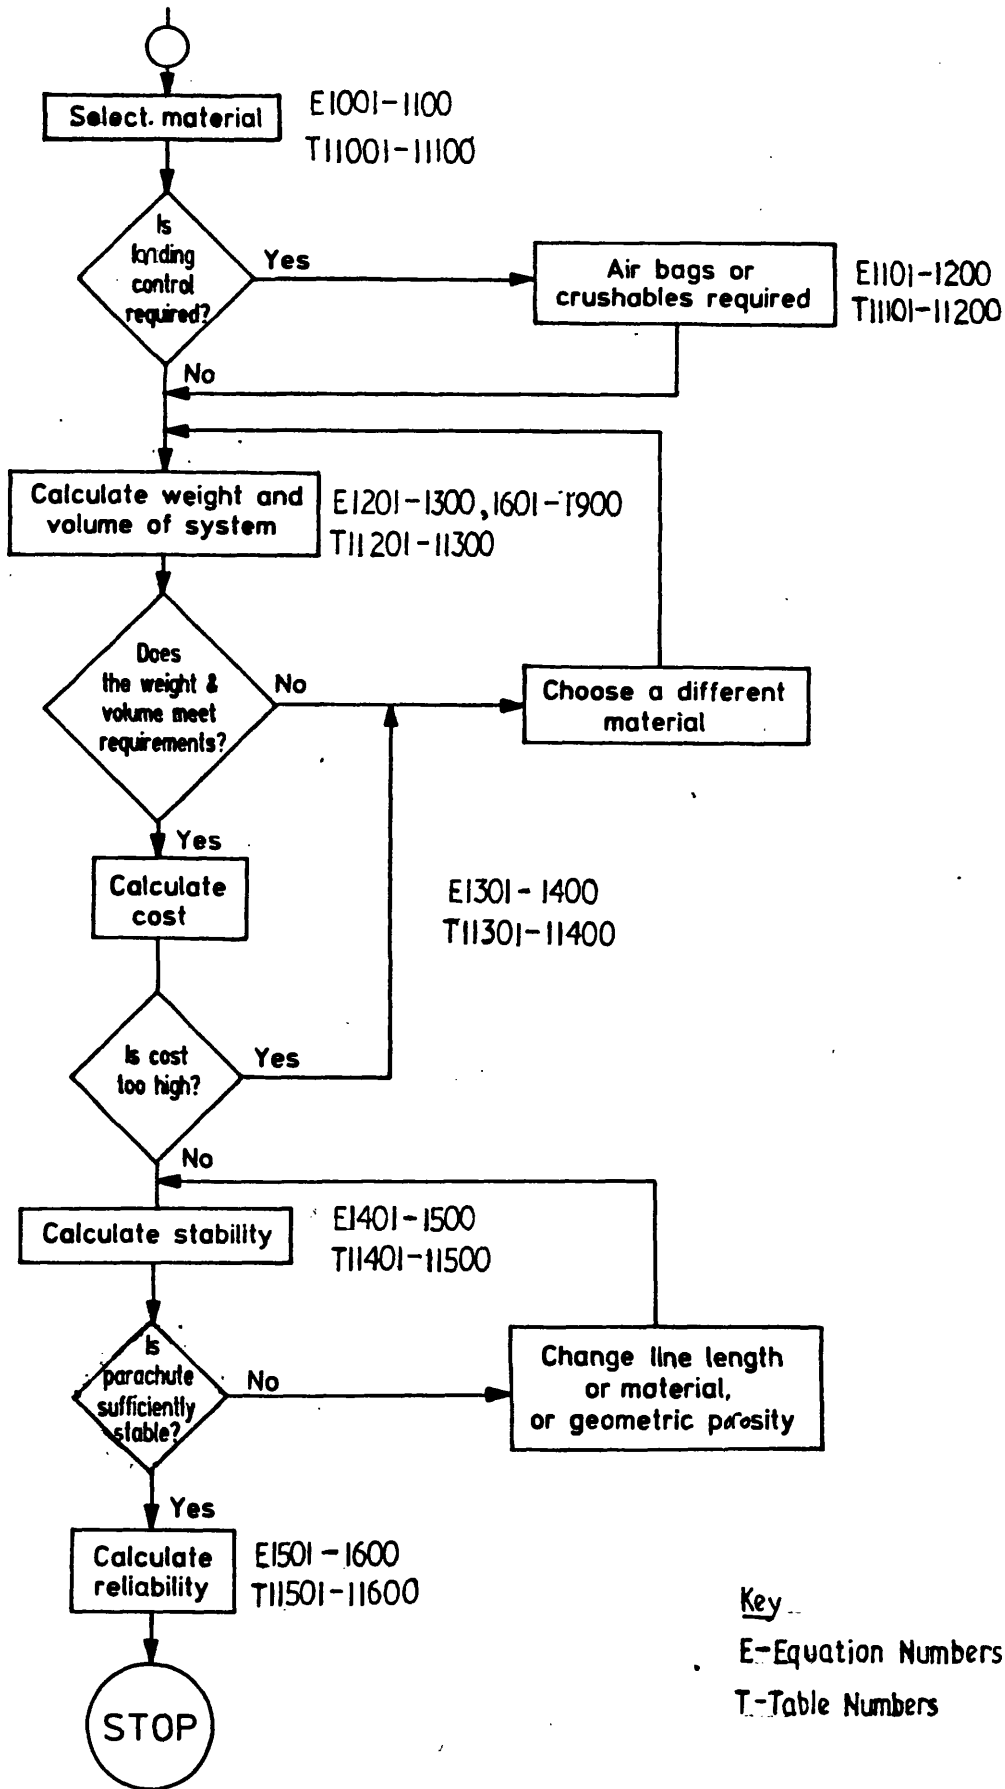 Select. material
E1001-1100
T11001-11100
Is
landing
control
required?
Yes
Air bags or
crushables required
E1101-1200
T11101-11200
No
Calculate weight and
volume of system
E1201-1300, 1601-1900
T11201-11300
Does
the weight &
volume meet
requirements?
No
Choose a different
material
Yes
Calculate
cost
E1301-1400
T11301-11400
Is cost
too high?
Yes
No
Calculate stability
E1401-1500
T11401-11500
Is
parachute
sufficiently
stable?
No
Change line length
or material,
or geometric porosity
Yes
Calculate
reliability
E1501-1600
T11501-11600
STOP
Key
E-Equation Numbers
T-Table Numbers